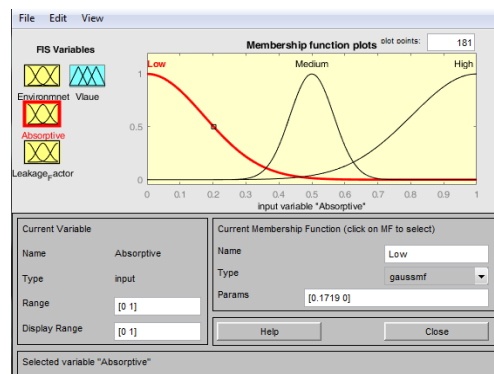 File Edit View
FIS Variables
Membership function plots plot points: 181
Low Medium High
Environmnet Vlaue
Absorptive
Leakage_Factor
1
0.5
0
0 0.1 0.2 0.3 0.4 0.5 0.6 0.7 0.8 0.9 1
input variable "Absorptive"
Current Variable
Name Absorptive
Type input
Range [0 1]
Display Range [0 1]
Current Membership Function (click on MF to select)
Name Low
Type gaussmf
Params [0.1719 0]
Help Close
Selected variable "Absorptive"